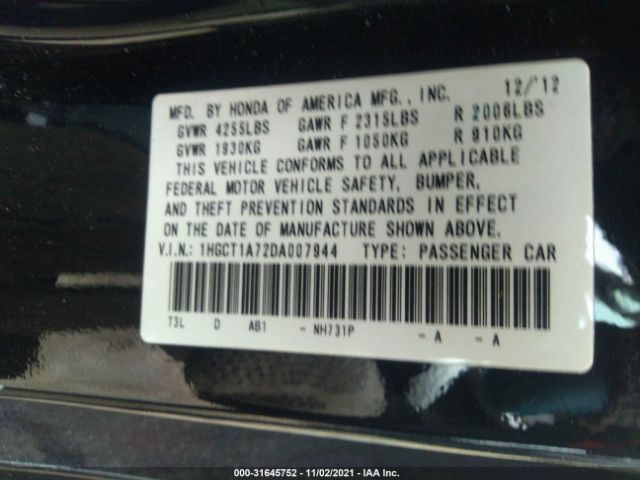 MFD. BY HONDA OF AMERICA MFG., INC. 12/'12
GVWR 4255LBS GAWR F 2315LBS R 2006LBS
GVWR 1930KG GAWR F 1050KG R 910KG
THIS VEHICLE CONFORMS TO ALL APPLICABLE
FEDERAL MOTOR VEHICLE SAFETY, BUMPER,
AND THEFT PREVENTION STANDARDS IN EFFECT
ON THE DATE OF MANUFACTURE SHOWN ABOVE.
V.I.N.: 1HGCT1A72DA007944 TYPE: PASSENGER CAR
T3L D AB1 - NH731P - A - A
000-31645752 - 11/02/2021 - IAA Inc.